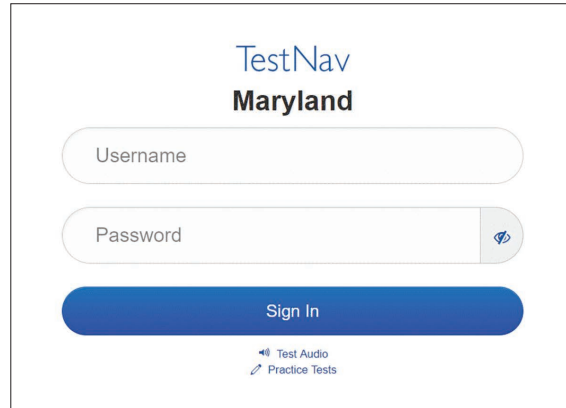 TestNav
Maryland
Username
Password
Sign In
Test Audio
Practice Tests